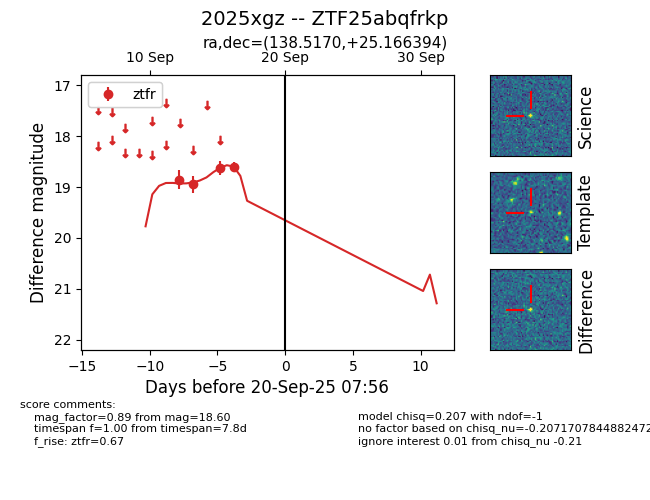 2025xgz -- ZTF25abqfrkp
ra,dec=(138.5170,+25.166394)
10 Sep
20 Sep
30 Sep
ztfr
17
18
19
20
21
22
Difference magnitude
−15
−10
−5
0
5
10
Days before 20-Sep-25 07:56
Science
Template
Difference
score comments:
mag_factor=0.89 from mag=18.60
timespan f=1.00 from timespan=7.8d
f_rise: ztfr=0.67
model chisq=0.207 with ndof=-1
no factor based on chisq_nu=-0.2071707844882472
ignore interest 0.01 from chisq_nu -0.21